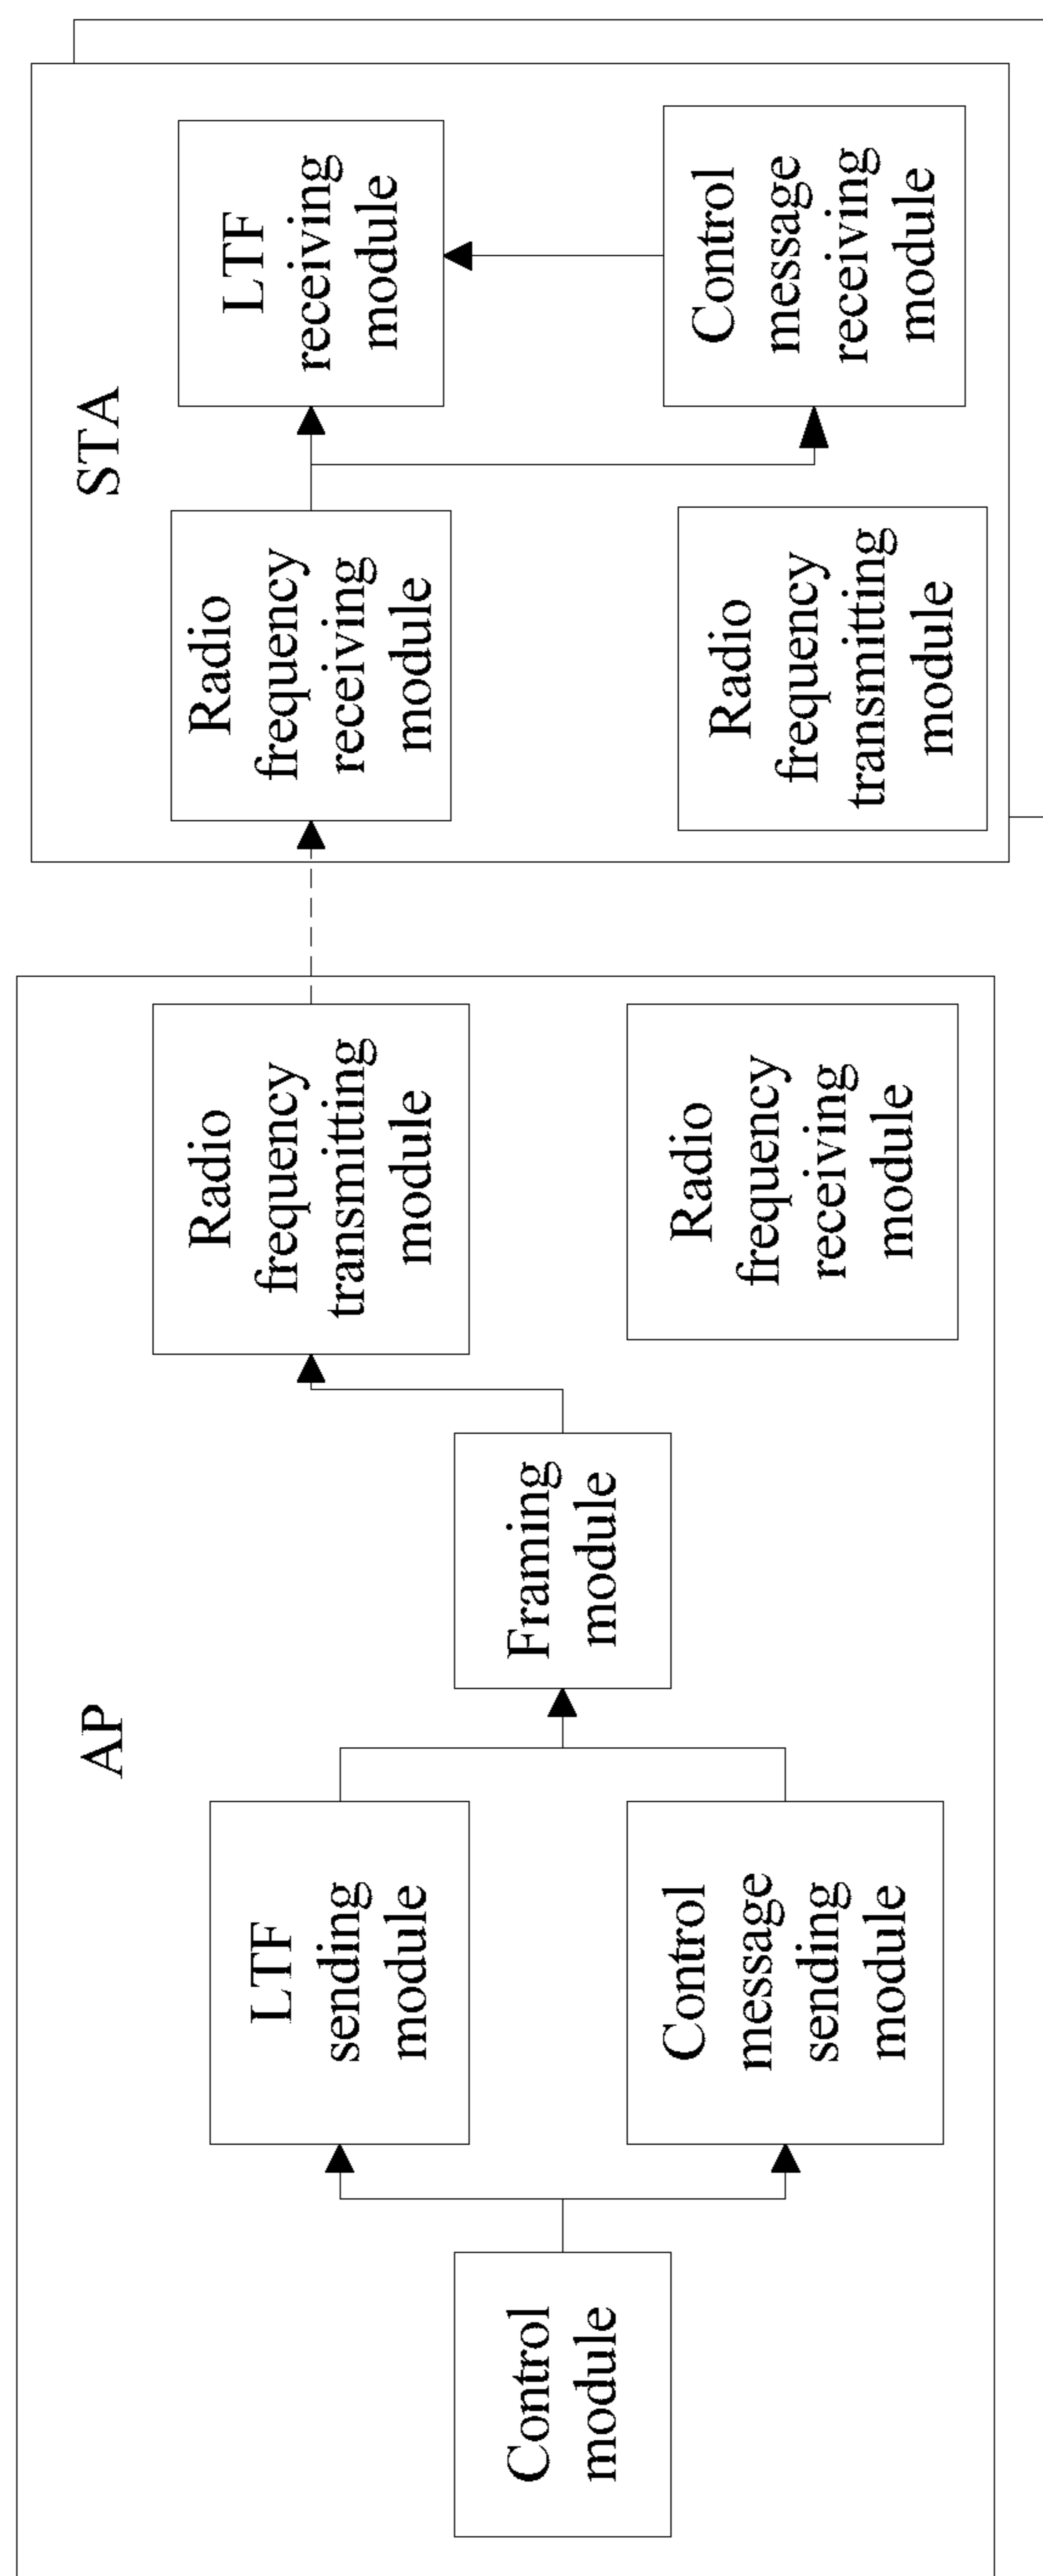 AP
Control
module
LTF
sending
module
Control
message
sending
module
Framing
module
Radio
frequency
transmitting
module
Radio
frequency
receiving
module
STA
Radio
frequency
receiving
module
Radio
frequency
transmitting
module
LTF
receiving
module
Control
message
receiving
module